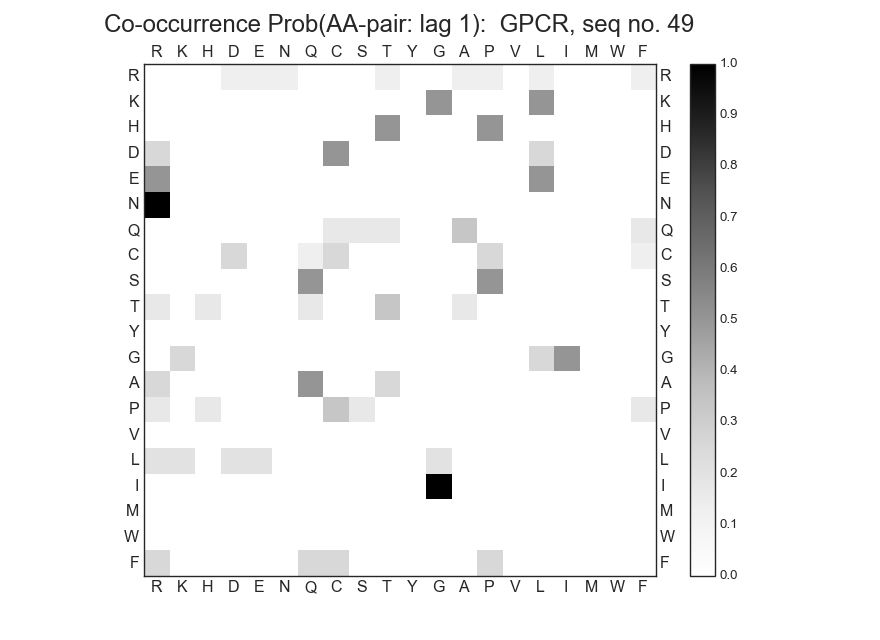 Co-occurrence Prob(AA-pair: lag 1):  GPCR, seq no. 49
R K H D E N Q C S T Y G A P V L I M W F
R R 1.0
K K 0.9
H H
D D 0.8
E E
N N 0.7
Q Q
C C 0.6
S S
T T 0.5
Y Y
G G 0.4
A A
P P 0.3
V V
L L 0.2
I I
M M 0.1
W W
F F 0.0
R K H D E N Q C S T Y G A P V L I M W F